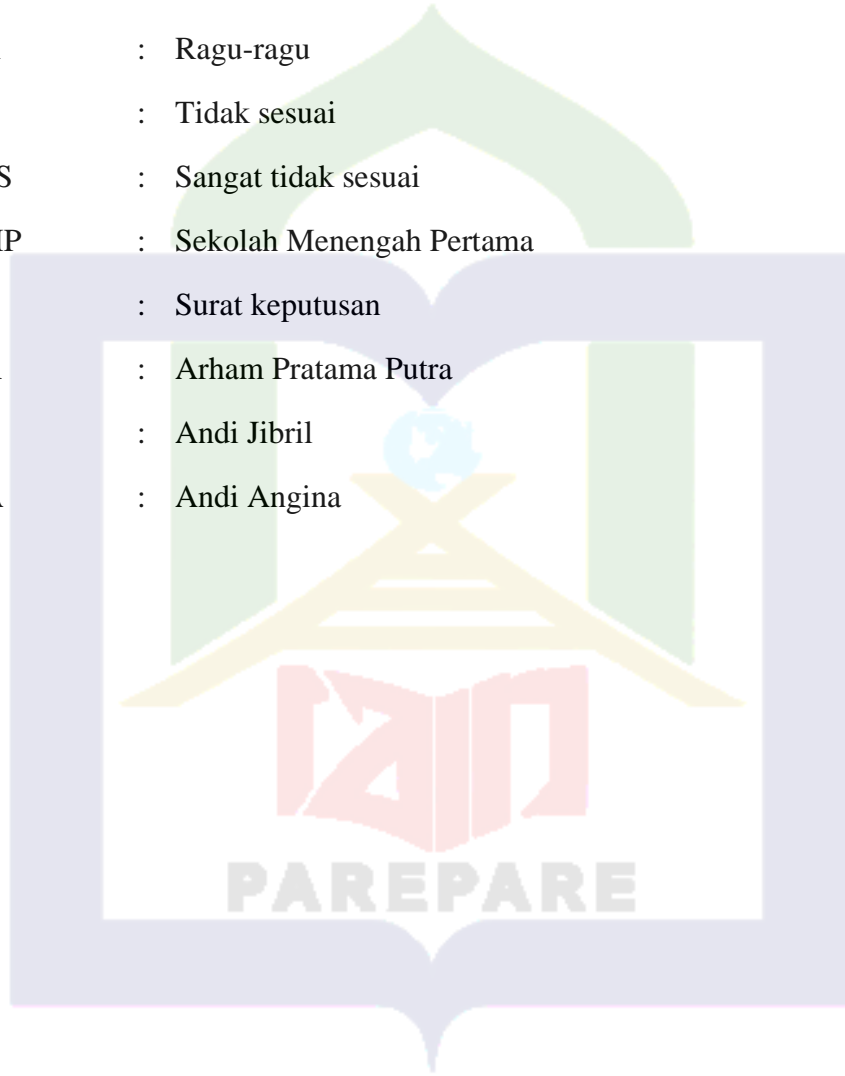 : Ragu-ragu
: Tidak sesuai
S : Sangat tidak sesuai
IP : Sekolah Menengah Pertama
: Surat keputusan
: Arham Pratama Putra
: Andi Jibril
A : Andi Angina
iain
PAREPARE